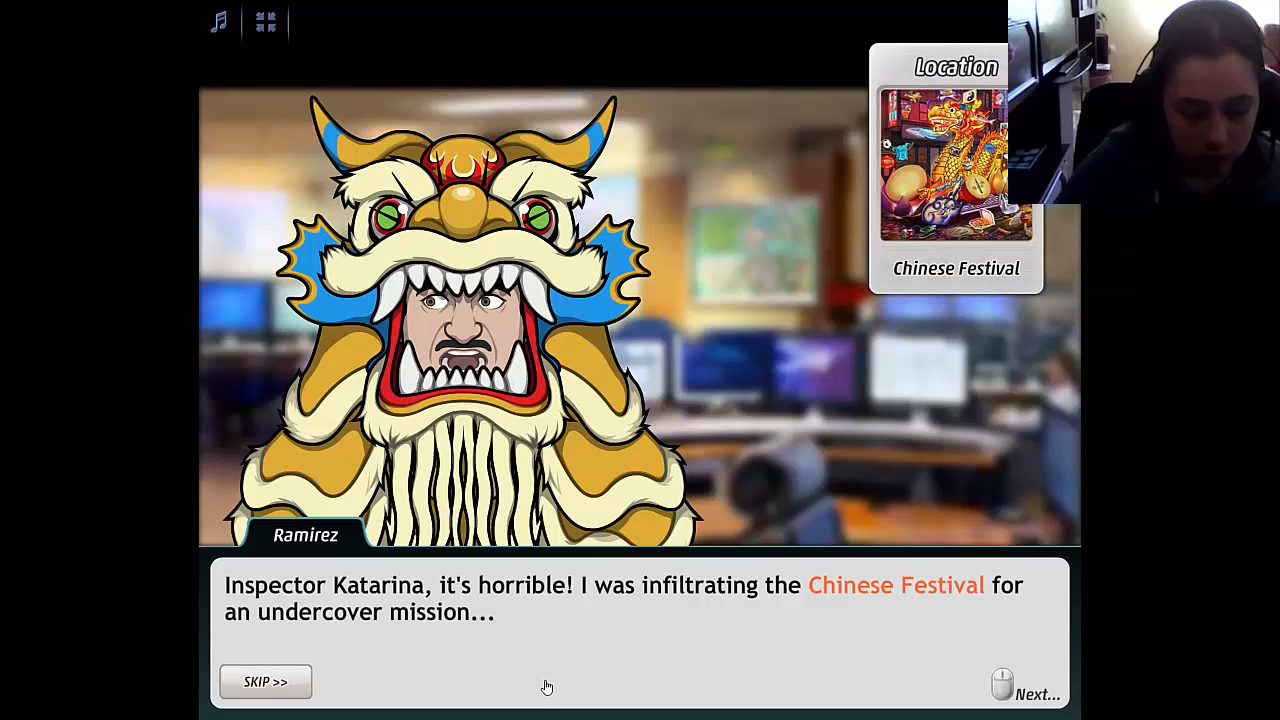 Location
Chinese Festival
Ramirez
Inspector Katarina, it's horrible! I was infiltrating the Chinese Festival for
an undercover mission...
SKIP >>
Next...